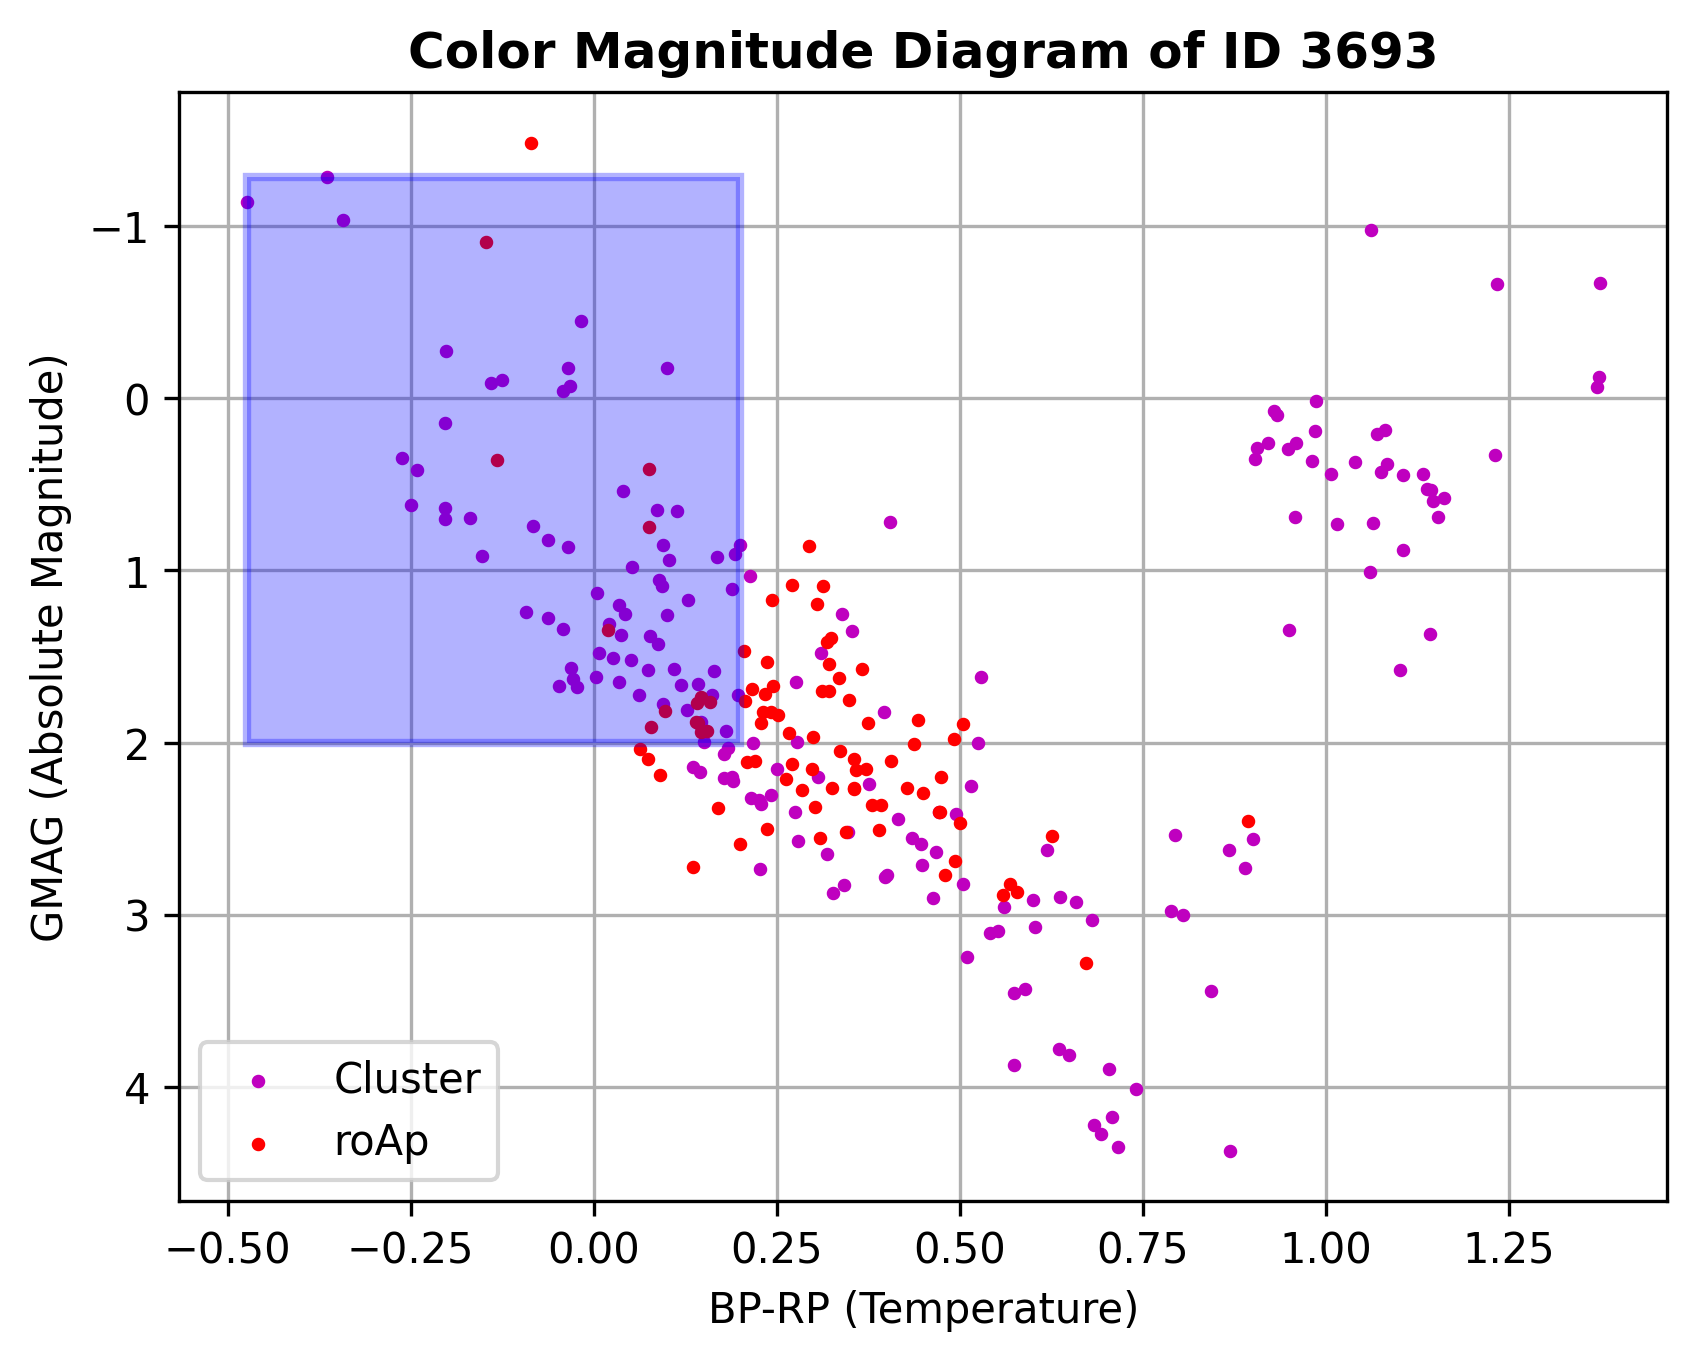 Color Magnitude Diagram of ID 3693
GMAG (Absolute Magnitude)
−1
0
1
2
3
4
Cluster
roAp
−0.50 −0.25 0.00 0.25 0.50 0.75 1.00 1.25
BP-RP (Temperature)